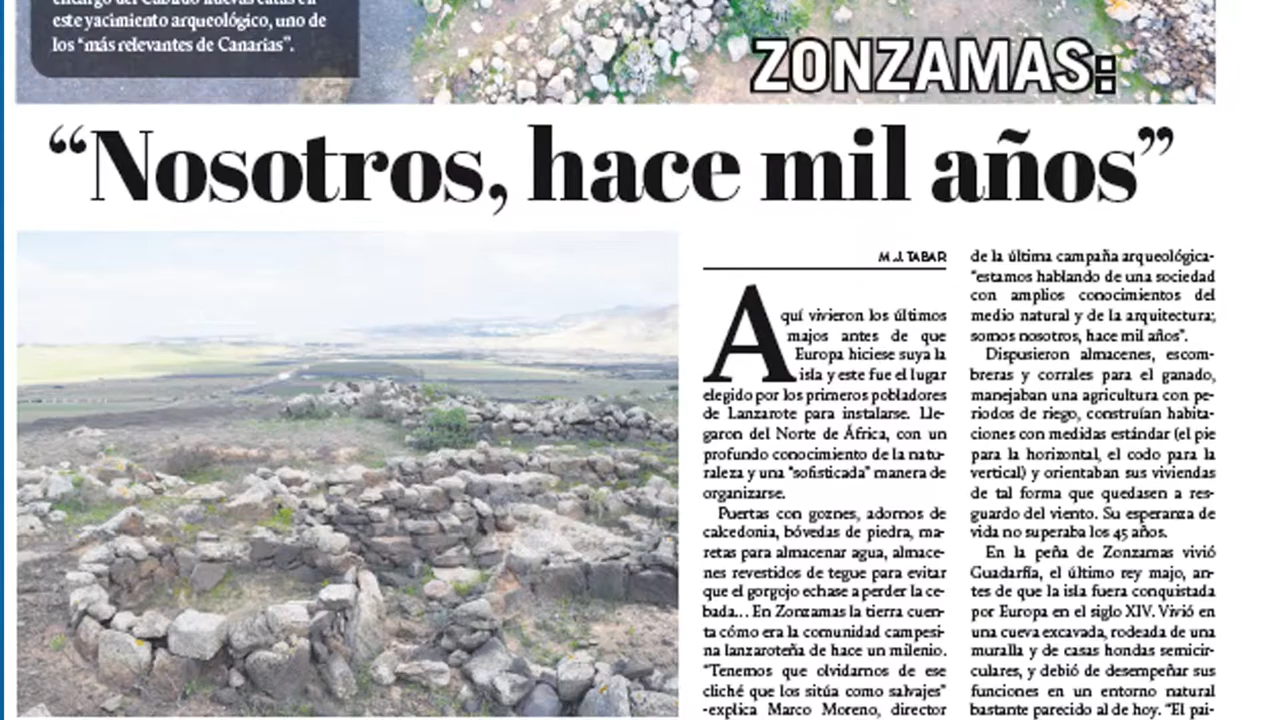 este yacimiento arqueológico, uno de
los “más relevantes de Canarias”.
ZONZAMAS:
“Nosotros, hace mil años”
M.J. TABAR
Aquí vivieron los últimos
majos antes de que
Europa hiciese suya la
isla y este fue el lugar
elegido por los primeros pobladores
de Lanzarote para instalarse. Lle-
garon del Norte de África, con un
profundo conocimiento de la natu-
raleza y una “sofisticada” manera de
organizarse.
Puertas con goznes, adornos de
calcedonia, bóvedas de piedra, ma-
retas para almacenar agua, almace-
nes revestidos de tegue para evitar
que el gorgojo echase a perder la ce-
bada... En Zonzamas la tierra cuen-
ta cómo era la comunidad campesi-
na lanzaroteña de hace un milenio.
“Tenemos que olvidarnos de ese
cliché que los sitúa como salvajes”
-explica Marco Moreno, director
de la última campaña arqueológica-
“estamos hablando de una sociedad
con amplios conocimientos del
medio natural y de la arquitectura;
somos nosotros, hace mil años”.
Dispusieron almacenes, escom-
breras y corrales para el ganado,
manejaban una agricultura con pe-
riodos de riego, construían habita-
ciones con medidas estándar (el pie
para la horizontal, el codo para la
vertical) y orientaban sus viviendas
de tal forma que quedasen a res-
guardo del viento. Su esperanza de
vida no superaba los 45 años.
En la peña de Zonzamas vivió
Guadarfía, el último rey majo, an-
tes de que la isla fuera conquistada
por Europa en el siglo XIV. Vivió en
una cueva excavada, rodeada de una
muralla y de casas hondas semicir-
culares, y debió de desempeñar sus
funciones en un entorno natural
bastante parecido al de hoy. “El pai-